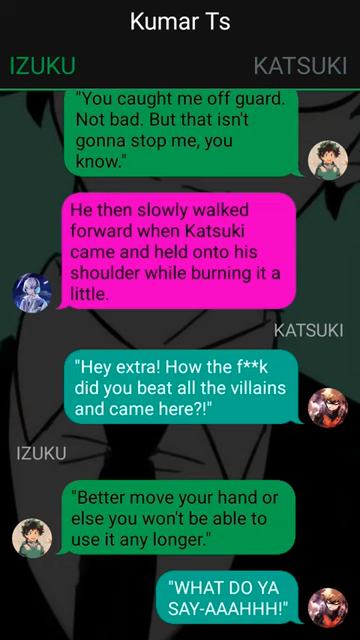 Kumar Ts
IZUKU KATSUKI
"You caught me off guard.
Not bad. But that isn't
gonna stop me, you
know."
He then slowly walked
forward when Katsuki
came and held onto his
shoulder while burning it a
little.
KATSUKI
"Hey extra! How the f**k
did you beat all the villains
and came here?!"
IZUKU
"Better move your hand or
else you won't be able to
use it any longer."
"WHAT DO YA
SAY-AAAHHH!"